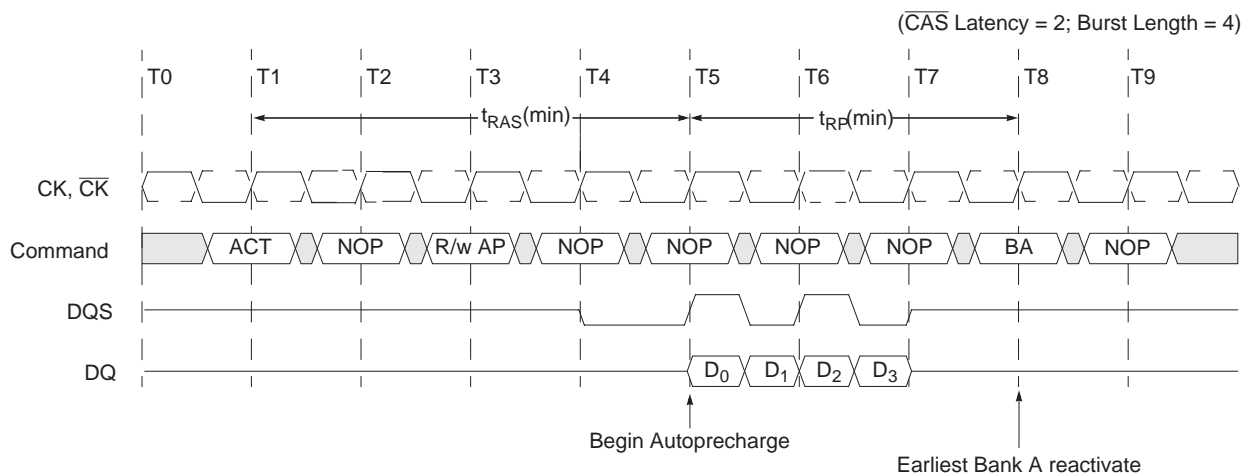 (CAS Latency = 2; Burst Length = 4)
T0 T1 T2 T3 T4 T5 T6 T7 T8 T9
tRAS(min) tRP(min)
CK, CK
Command ACT NOP R/w AP NOP NOP NOP NOP BA NOP
DQS
DQ D0 D1 D2 D3
Begin Autoprecharge
Earliest Bank A reactivate